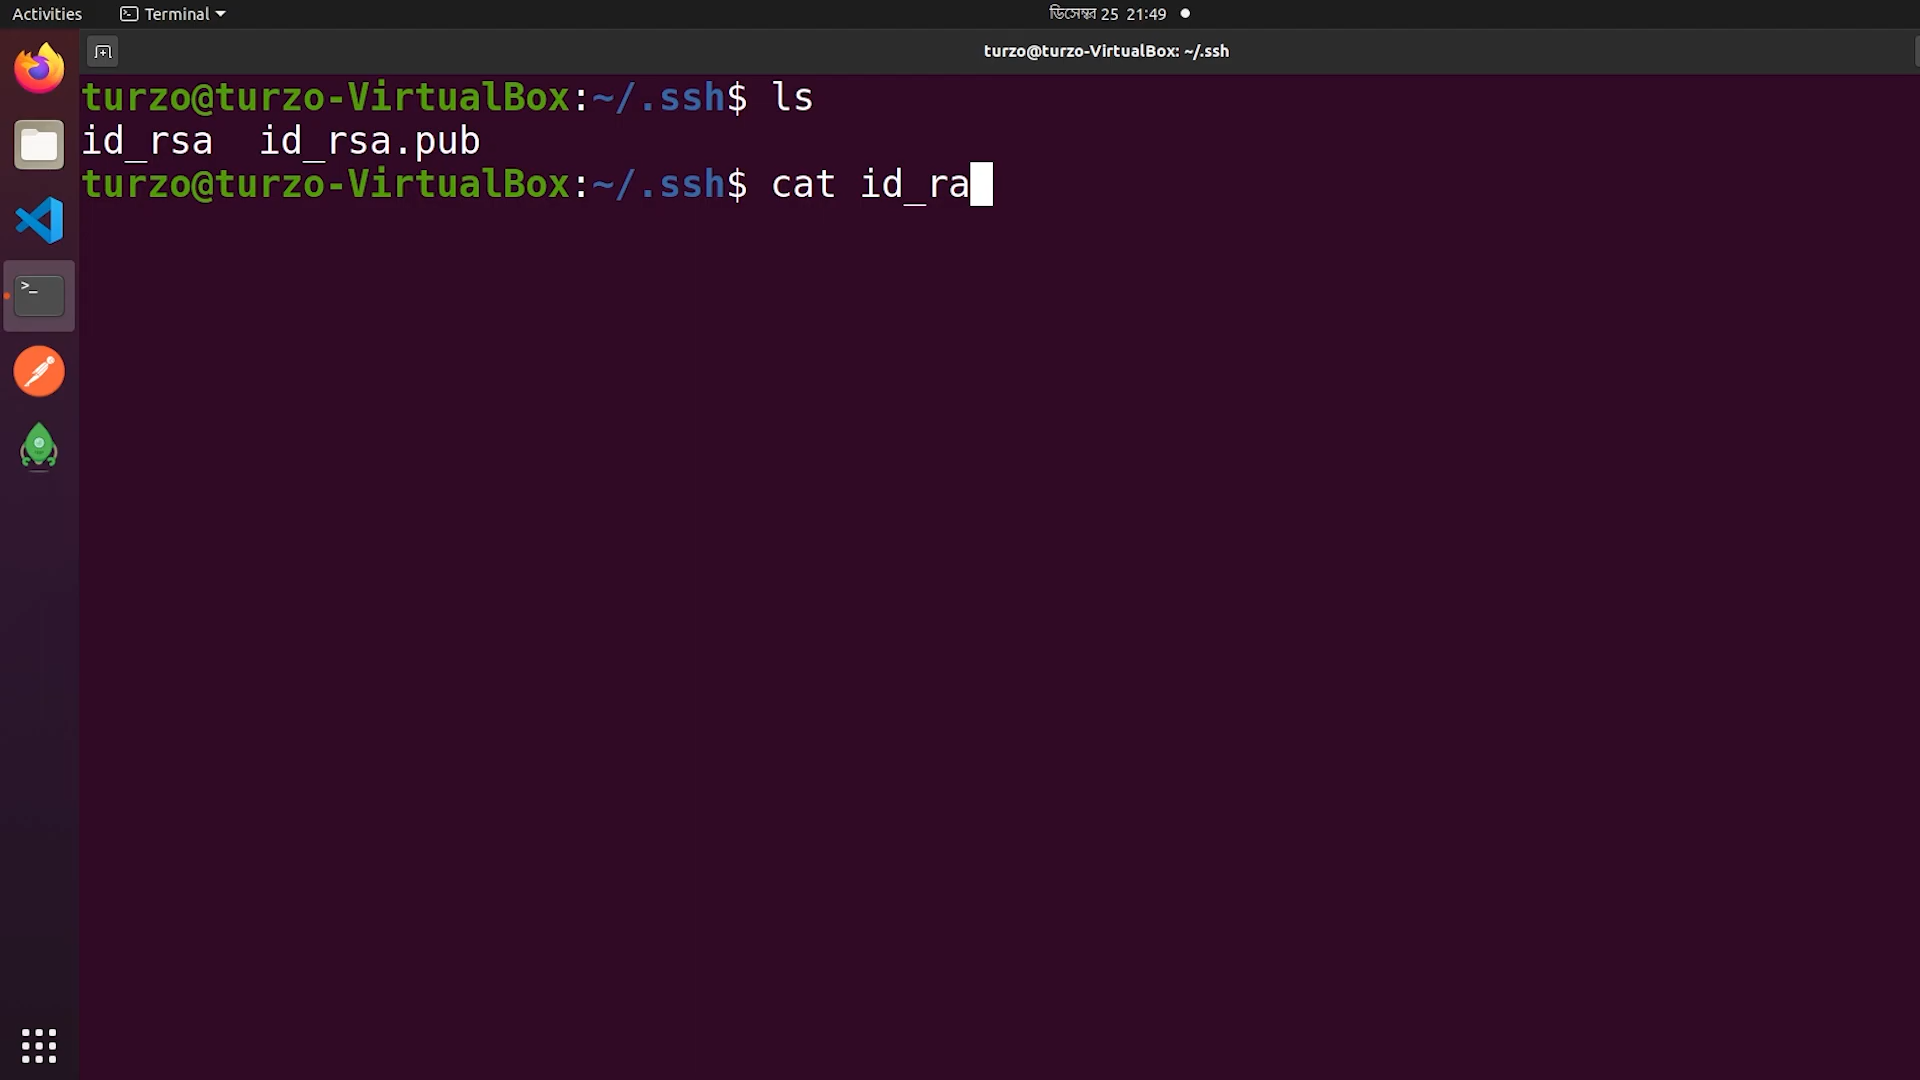 Activities
Terminal
ডিসেম্বর 25 21:49
turzo@turzo-VirtualBox: ~/.ssh
turzo@turzo-VirtualBox:~/.ssh$ ls
id_rsa  id_rsa.pub
turzo@turzo-VirtualBox:~/.ssh$ cat id_ra